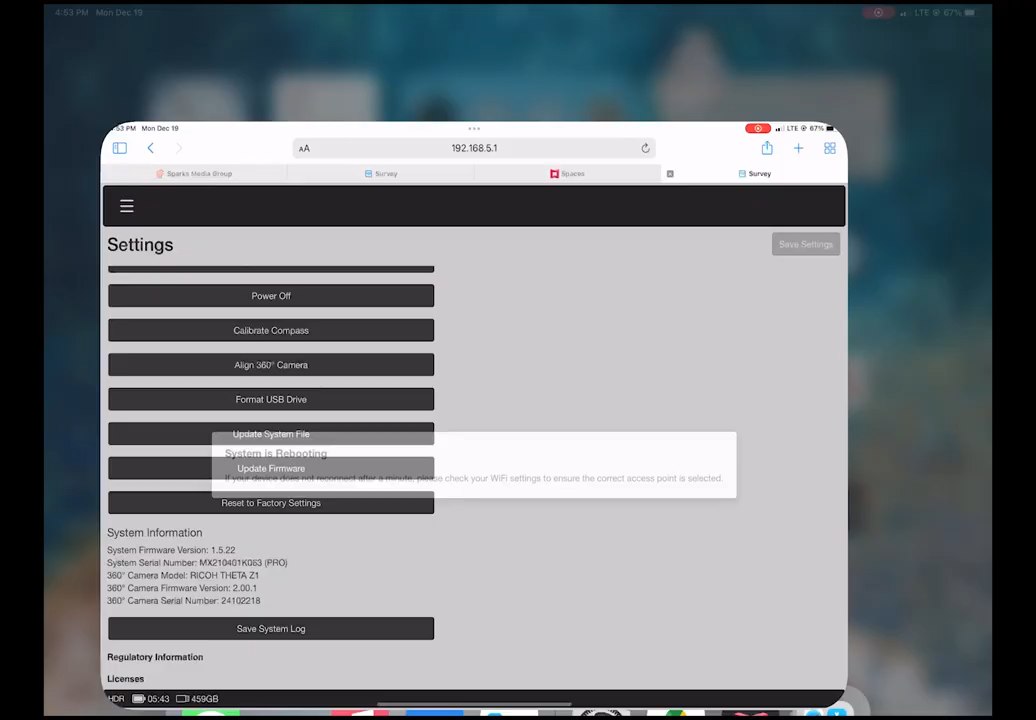 4:53 PM Mon Dec 19
LTE 67%
:53 PM Mon Dec 19
LTE 67%
AA
192.168.5.1
Sparks Media Group
Survey
Spaces
Survey
Settings
Save Settings
Power Off
Calibrate Compass
Align 360° Camera
Format USB Drive
Update System File
System is Rebooting
Update Firmware
If your device does not reconnect after a minute, please check your WiFi settings to ensure the correct access point is selected.
Reset to Factory Settings
System Information
System Firmware Version: 1.5.22
System Serial Number: MX210401K063 (PRO)
360° Camera Model: RICOH THETA Z1
360° Camera Firmware Version: 2.00.1
360° Camera Serial Number: 24102218
Save System Log
Regulatory Information
Licenses
HDR 05:43 459GB